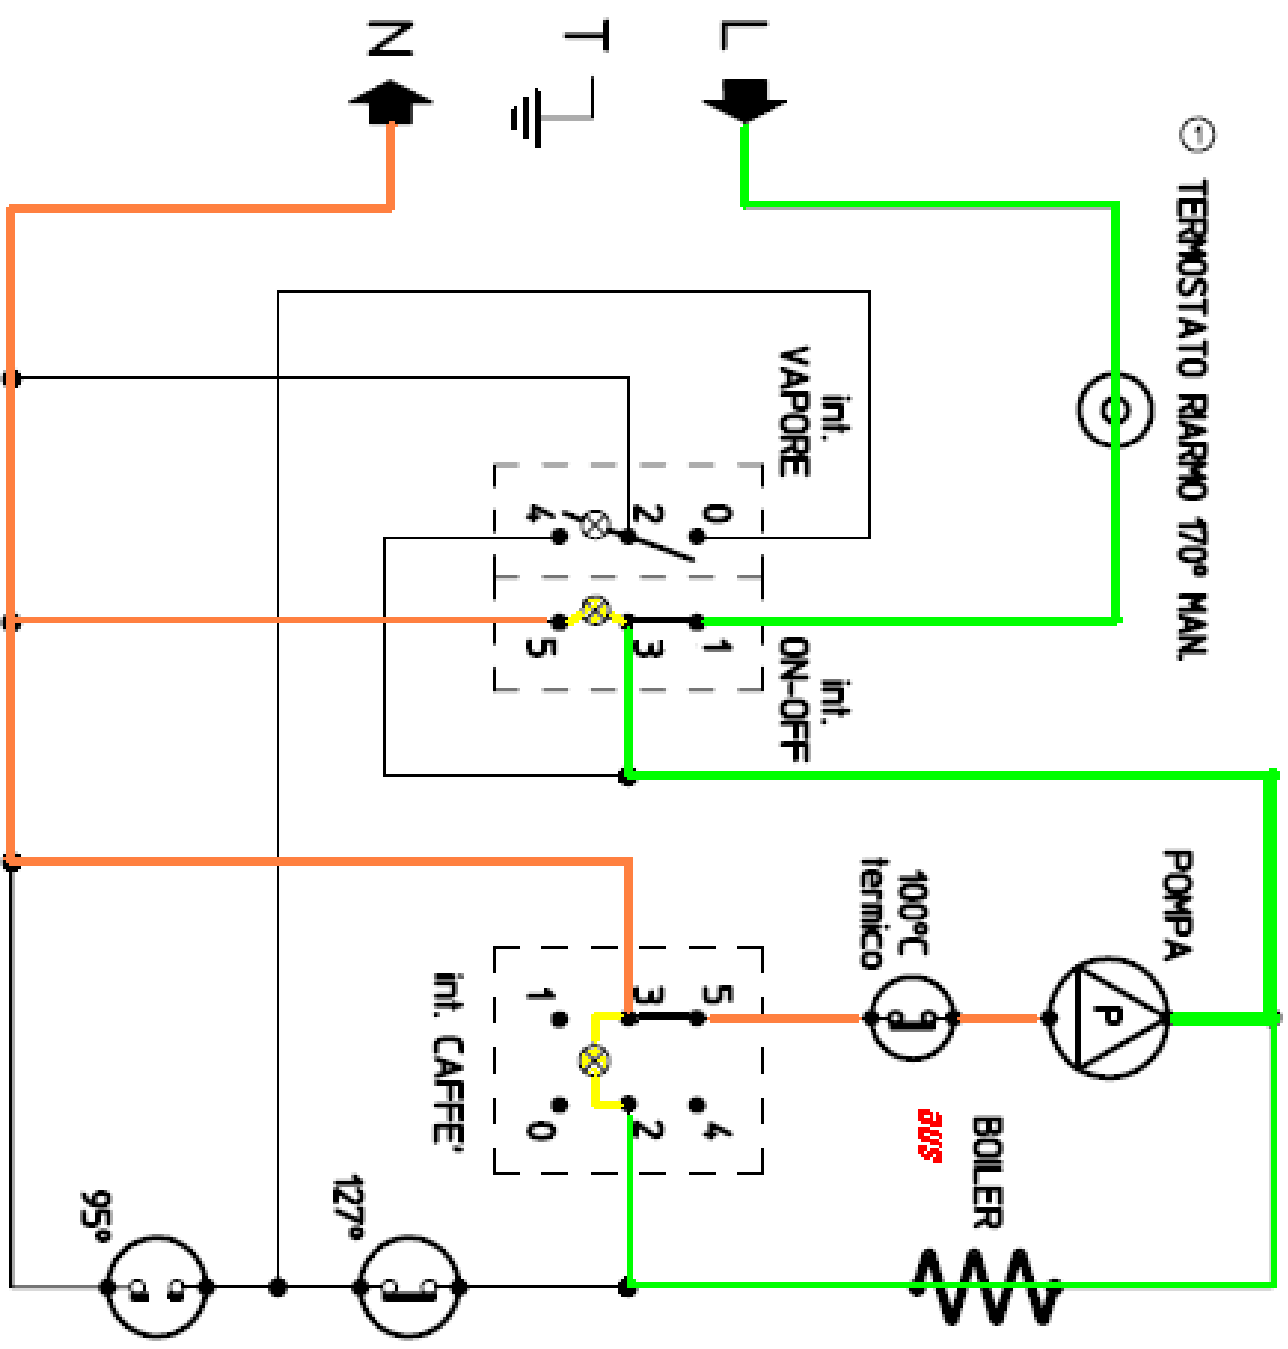 N
T
L
① TERMOSTATO RIARMO 170° MAN.
int.
VAPORE
4 2 0
5 3 1
int.
ON-OFF
POMPA
100°C
termico
P
1 3 5
0 2 4
int. CAFFE'
aus
BOILER
95°
127°